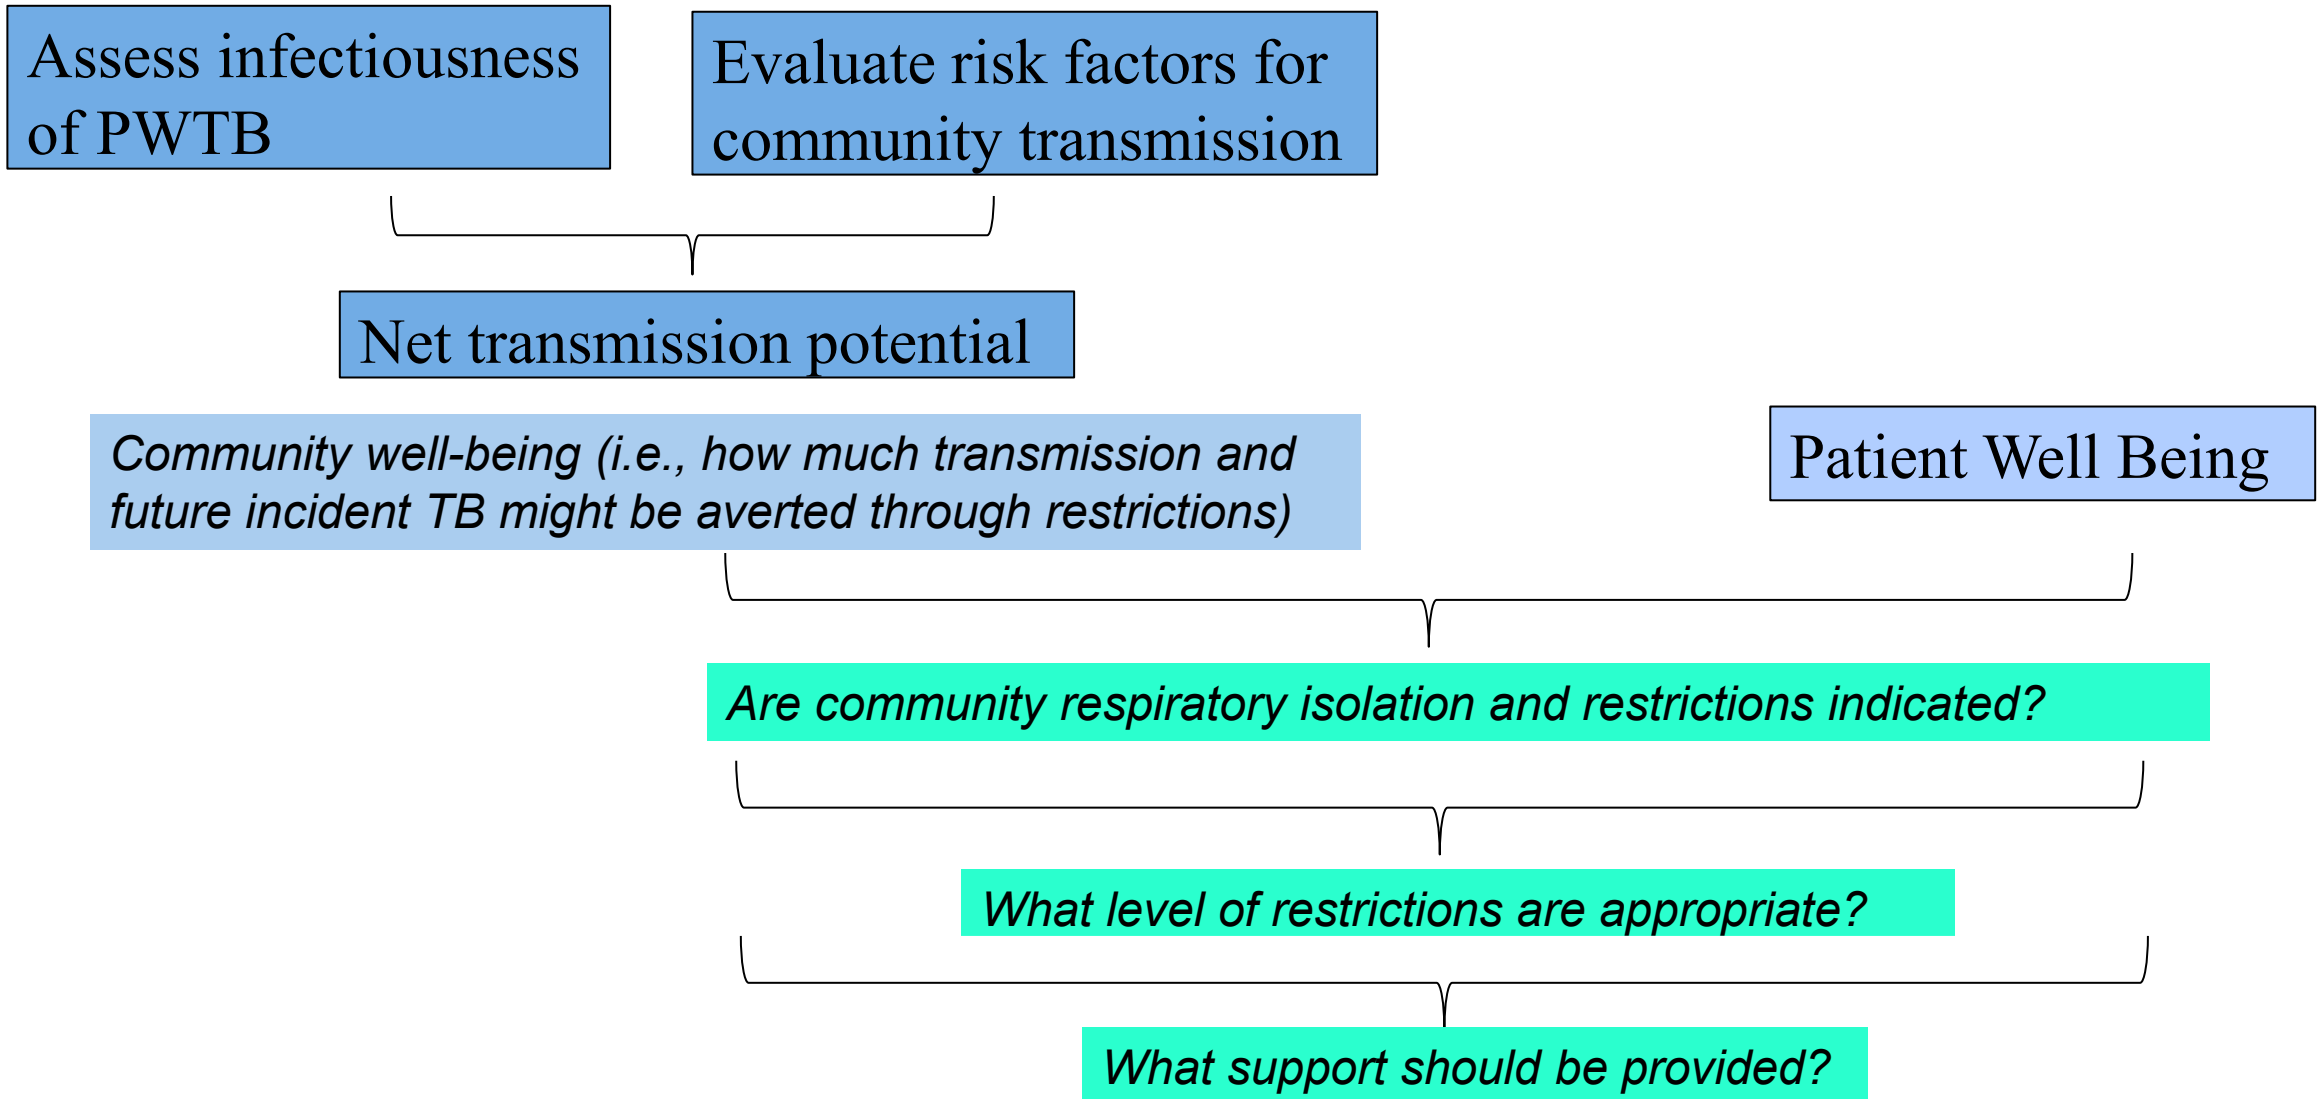 Assess infectiousness
of PWTB
Evaluate risk factors for
community transmission
Net transmission potential
Community well-being (i.e., how much transmission and
future incident TB might be averted through restrictions)
Patient Well Being
Are community respiratory isolation and restrictions indicated?
What level of restrictions are appropriate?
What support should be provided?